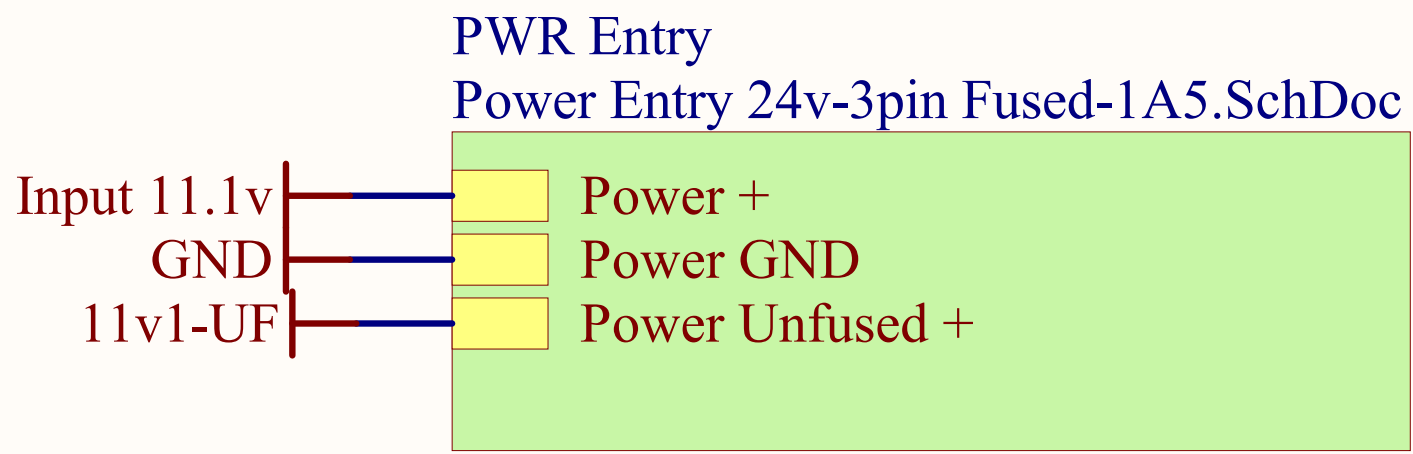 PWR Entry
Power Entry 24v-3pin Fused-1A5.SchDoc
Input 11.1v Power +
GND Power GND
11v1-UF Power Unfused +